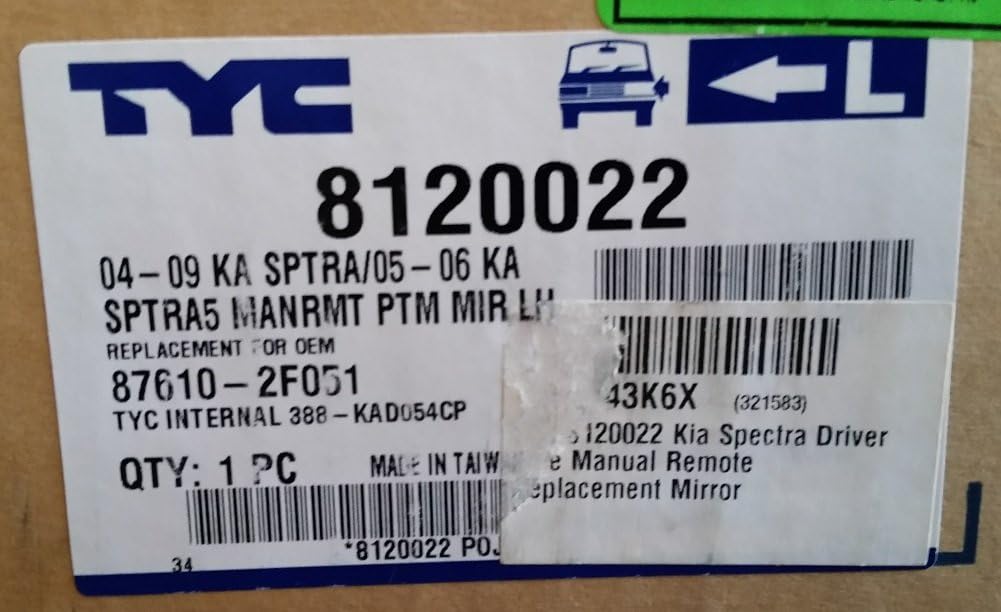 TYC
L
8120022
04-09 KA SPTRA/05-06 KA
SPTRA5 MANRMT PTM MIR LH
REPLACEMENT FOR OEM
87610-2F051
TYC INTERNAL 388-KAD054CP
43K6X (321583)
8120022 Kia Spectra Driver
e Manual Remote
eplacement Mirror
QTY: 1 PC
MADE IN TAIW
*8120022 POJ
34